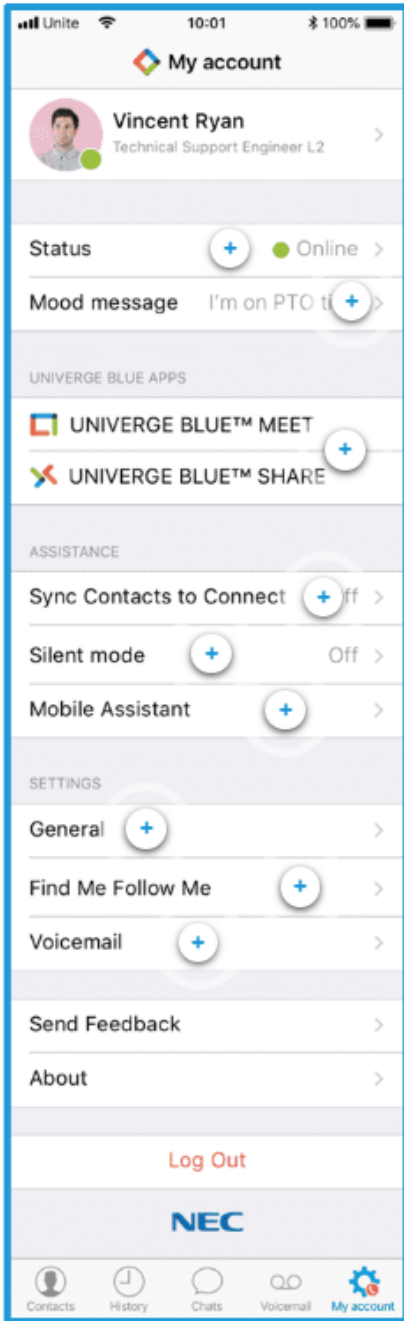 Unite 10:01 100%
My account
Vincent Ryan
Technical Support Engineer L2
Status Online
Mood message I'm on PTO
UNIVERGE BLUE APPS
UNIVERGE BLUE™ MEET
UNIVERGE BLUE™ SHARE
ASSISTANCE
Sync Contacts to Connect
Silent mode Off
Mobile Assistant
SETTINGS
General
Find Me Follow Me
Voicemail
Send Feedback
About
Log Out
NEC
Contacts History Chats Voicemail My account